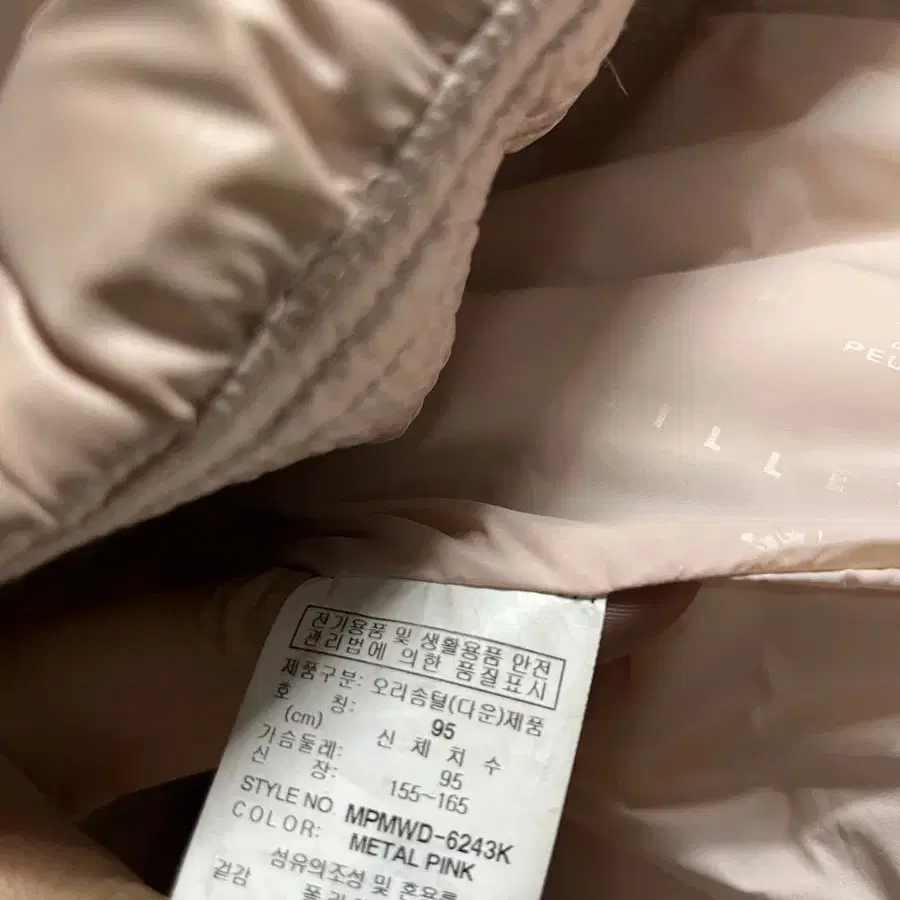 PEU
ILLE
전기용품 및 생활용품 안전
관리법에 의한 품질표시
제품구분: 오리솜털(다운)제품
호 칭: 95
(cm) 신 체 치 수
가슴둘레: 95
신 장: 155~165
STYLE NO. MPMWD-6243K
COLOR: METAL PINK
섬유의조성 및 혼용률
겉감